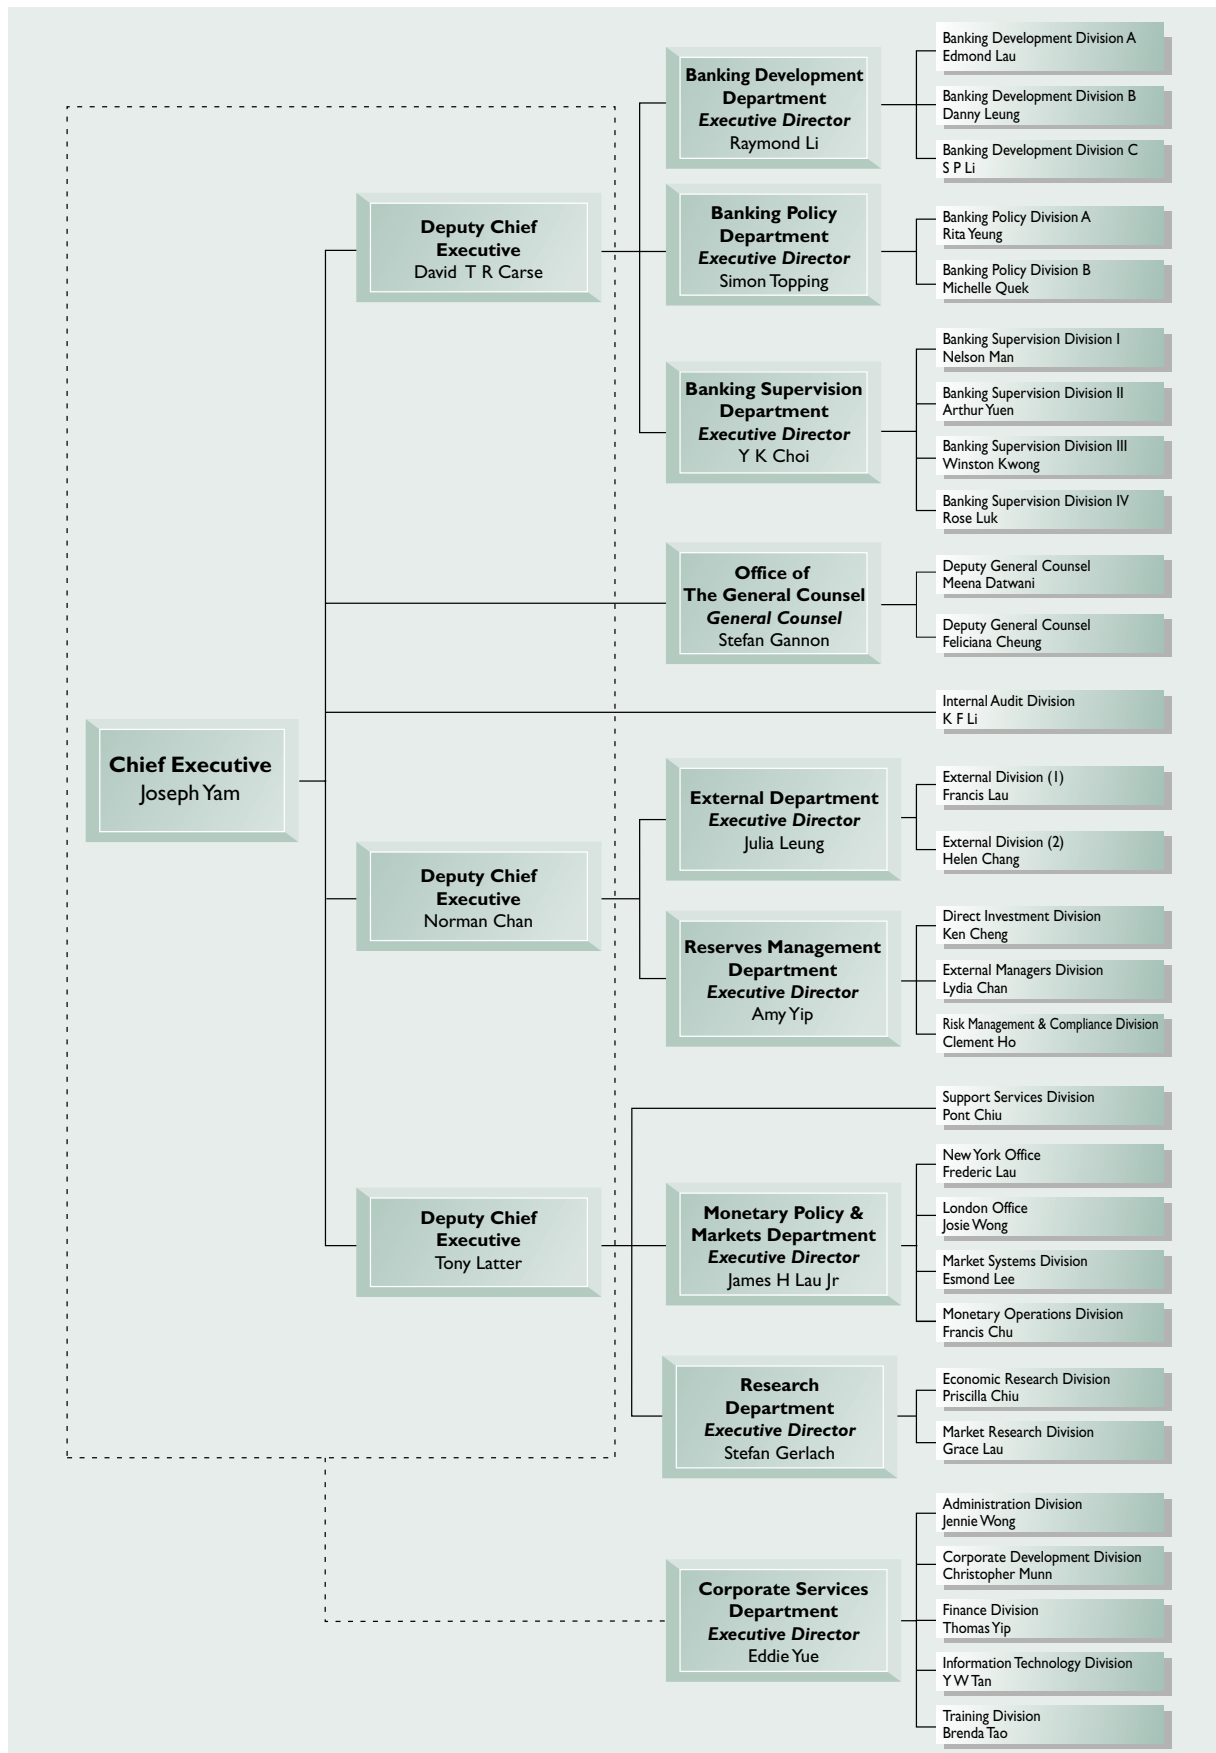 Chief Executive
Joseph Yam
Deputy Chief
Executive
David T R Carse
Banking Development
Department
Executive Director
Raymond Li
Banking Development Division A
Edmond Lau
Banking Development Division B
Danny Leung
Banking Development Division C
S P Li
Banking Policy
Department
Executive Director
Simon Topping
Banking Policy Division A
Rita Yeung
Banking Policy Division B
Michelle Quek
Banking Supervision
Department
Executive Director
Y K Choi
Banking Supervision Division I
Nelson Man
Banking Supervision Division II
Arthur Yuen
Banking Supervision Division III
Winston Kwong
Banking Supervision Division IV
Rose Luk
Office of
The General Counsel
General Counsel
Stefan Gannon
Deputy General Counsel
Meena Datwani
Deputy General Counsel
Feliciana Cheung
Internal Audit Division
K F Li
Deputy Chief
Executive
Norman Chan
External Department
Executive Director
Julia Leung
External Division (1)
Francis Lau
External Division (2)
Helen Chang
Reserves Management
Department
Executive Director
Amy Yip
Direct Investment Division
Ken Cheng
External Managers Division
Lydia Chan
Risk Management & Compliance Division
Clement Ho
Deputy Chief
Executive
Tony Latter
Support Services Division
Pont Chiu
Monetary Policy &
Markets Department
Executive Director
James H Lau Jr
New York Office
Frederic Lau
London Office
Josie Wong
Market Systems Division
Esmond Lee
Monetary Operations Division
Francis Chu
Research
Department
Executive Director
Stefan Gerlach
Economic Research Division
Priscilla Chiu
Market Research Division
Grace Lau
Corporate Services
Department
Executive Director
Eddie Yue
Administration Division
Jennie Wong
Corporate Development Division
Christopher Munn
Finance Division
Thomas Yip
Information Technology Division
Y W Tan
Training Division
Brenda Tao